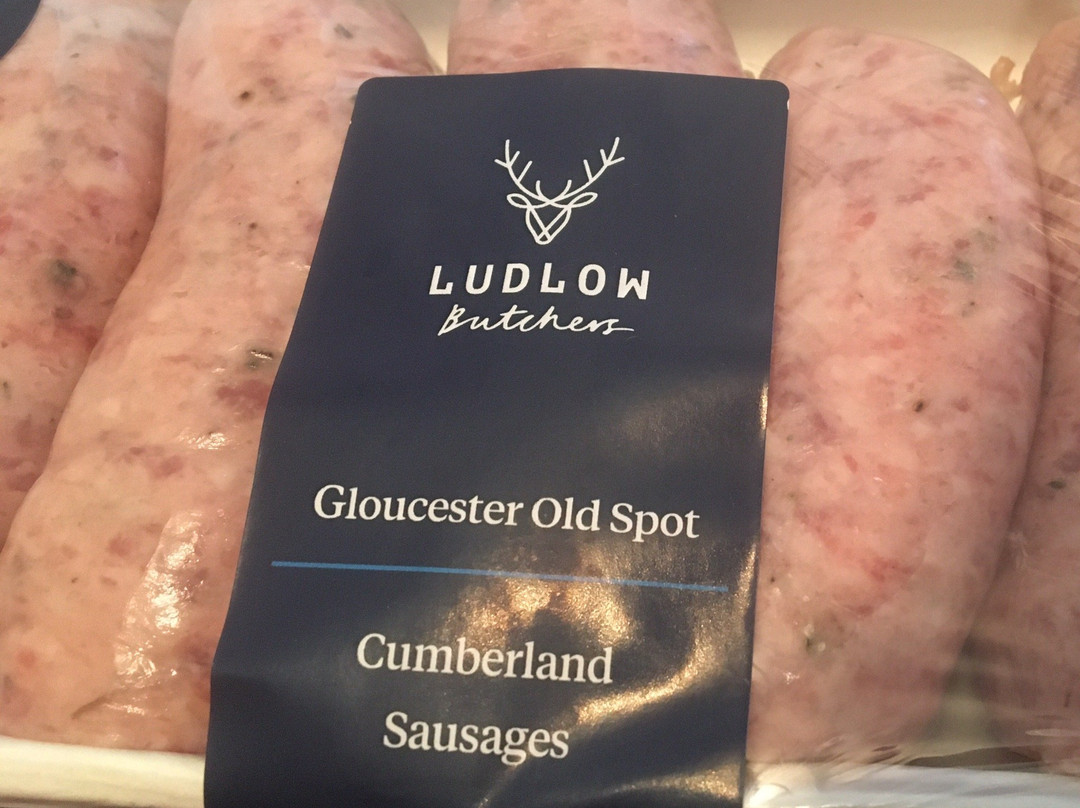 LUDLOW
Butchers
Gloucester Old Spot
Cumberland
Sausages